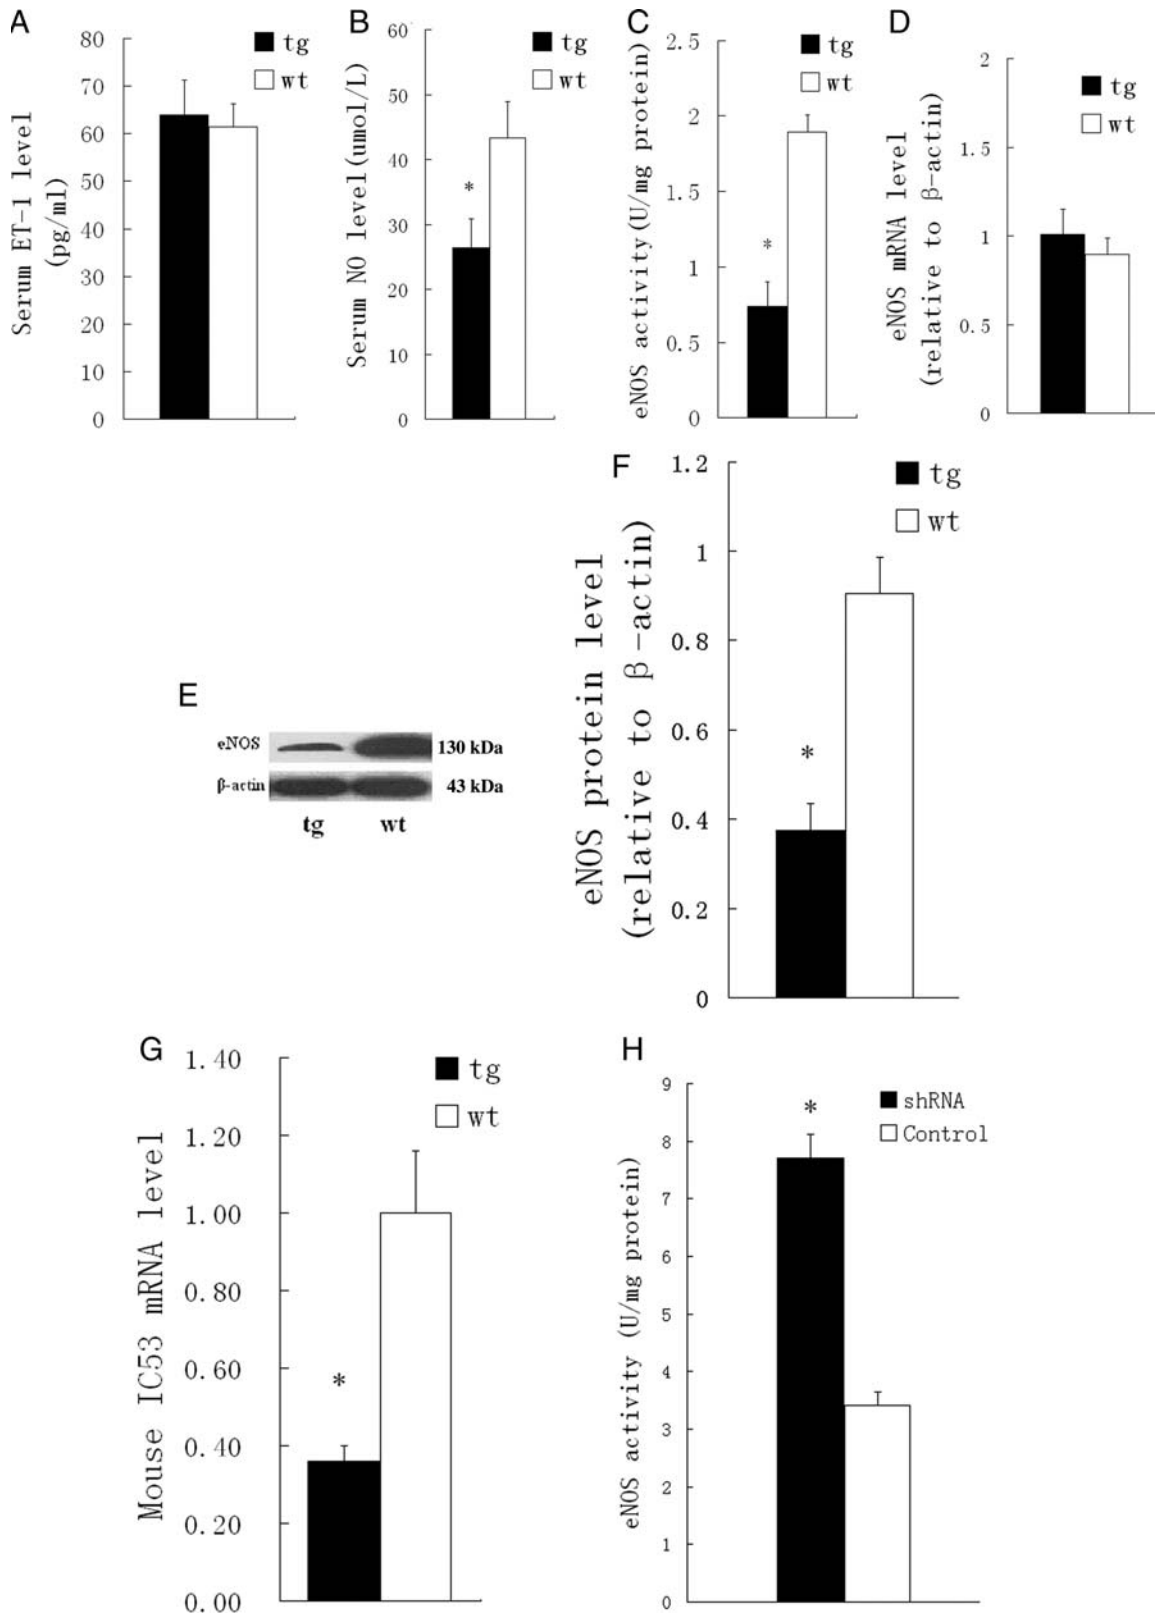 A
Serum ET-1 level
(pg/ml)
80
70
60
50
40
30
20
10
0
tg
wt
B
Serum NO level(umol/L)
60
50
40
30
20
10
0
*
tg
wt
C
eNOS activity(U/mg protein)
2.5
2
1.5
1
0.5
0
*
tg
wt
D
eNOS mRNA level
(relative to β-actin)
2
1.5
1
0.5
0
tg
wt
E
eNOS
130 kDa
β-actin
43 kDa
tg wt
F
eNOS protein level
(relative to β-actin)
1.2
1
0.8
0.6
0.4
0.2
0
*
tg
wt
G
Mouse IC53 mRNA level
1.40
1.20
1.00
0.80
0.60
0.40
0.20
0.00
*
tg
wt
H
eNOS activity (U/mg protein)
9
8
7
6
5
4
3
2
1
0
*
shRNA
Control